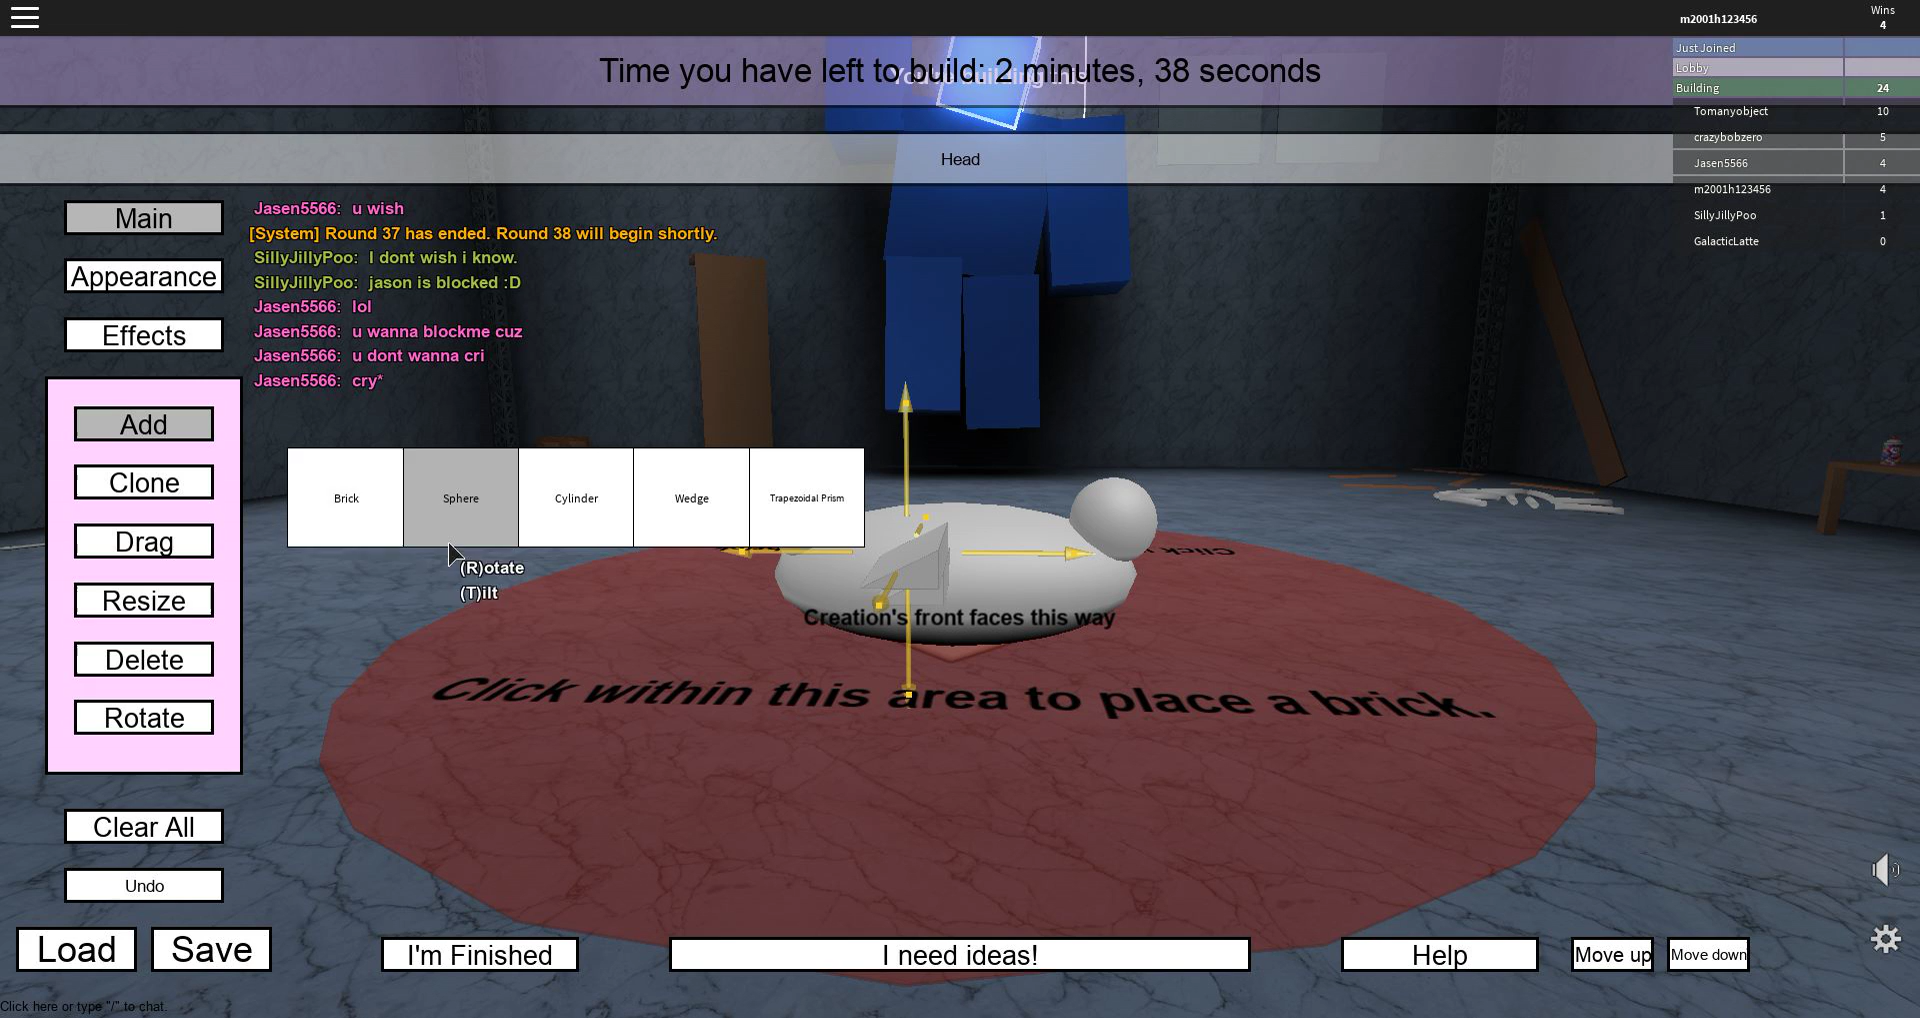 m2001h123456
Wins
4
Time you have left to build: 2 minutes, 38 seconds
Just Joined
Lobby
Building 24
Tomanyobject 10
crazybobzero 5
Jasen5566 4
m2001h123456 4
SillyJillyPoo 1
GalacticLatte 0
Head
Main
Appearance
Effects
Jasen5566: u wish
[System] Round 37 has ended. Round 38 will begin shortly.
SillyJillyPoo: I dont wish i know.
SillyJillyPoo: jason is blocked :D
Jasen5566: lol
Jasen5566: u wanna blockme cuz
Jasen5566: u dont wanna cri
Jasen5566: cry*
Add
Clone
Drag
Resize
Delete
Rotate
Brick
Sphere
Cylinder
Wedge
Trapezoidal Prism
(R)otate
(T)ilt
Click
Creation's front faces this way
Click within this area to place a brick.
Clear All
Undo
Load
Save
I'm Finished
I need ideas!
Help
Move up
Move down
Click here or type "/" to chat.